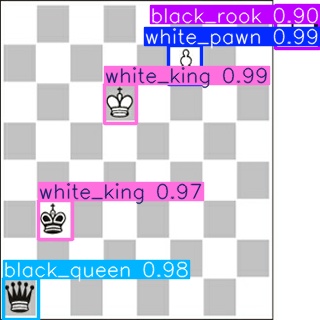 black_rook 0.90
white_pawn 0.99
white_king 0.99
white_king 0.97
black_queen 0.98